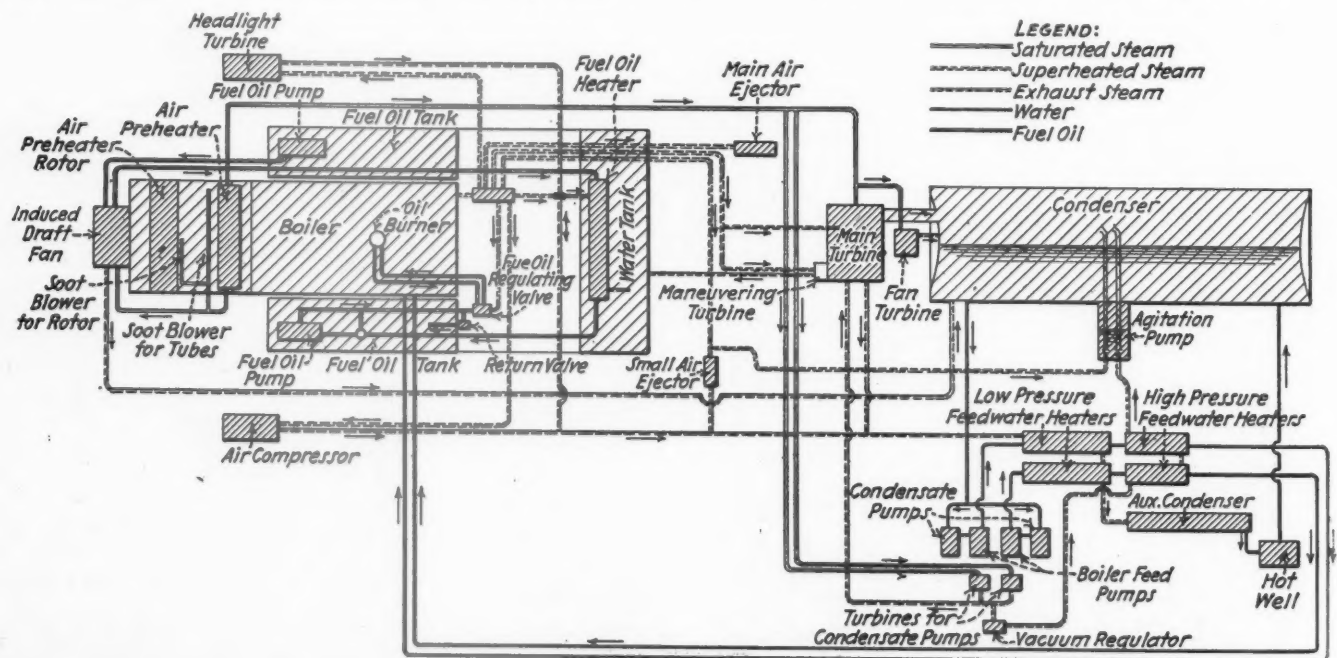 Headlight
Turbine
Fuel Oil Pump
Air
Preheater
Fuel Oil Tank
Air
Preheater
Rotor
Fuel Oil
Heater
Main Air
Ejector
LEGEND:
Saturated Steam
Superheated Steam
Exhaust Steam
Water
Fuel Oil
Induced
Draft
Fan
Boiler
Oil
Burner
Fue Oil
Regulating
Valve
Water Tank
Main
Turbine
Condenser
Soot
Blower
for Rotor
Soot Blower
for Tubes
Maneuvering
Turbine
Fan
Turbine
Agitation
Pump
Fuel Oil
Pump
Fuel Oil
Tank
Return Valve
Small Air
Ejector
Low Pressure
Feedwater Heaters
High Pressure
Feedwater Heaters
Air Compressor
Condensate
Pumps
Aux. Condenser
Boiler Feed
Pumps
Hot
Well
Turbines for
Condensate Pumps
Vacuum Regulator